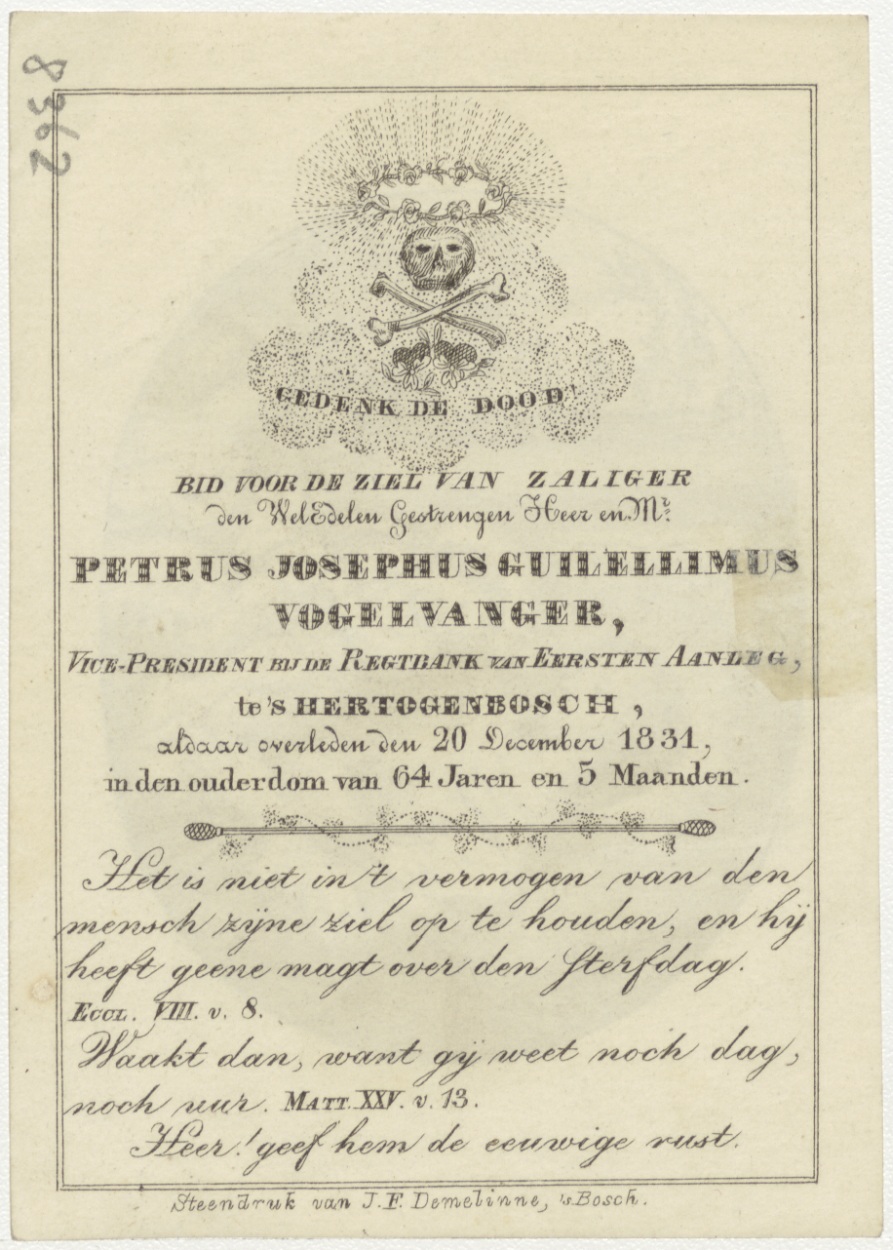 8362
GEDENK DE DOOD
BID VOOR DE ZIEL VAN ZALIGER
den WelEdelen Gestrengen Heer en Mr:
PETRUS JOSEPHUS GUILELLIMUS
VOGELVANGER,
VICE-PRESIDENT BIJ DE REGTBANK VAN EERSTEN AANLEG,
te 's HERTOGENBOSCH,
aldaar overleden den 20 December 1831,
in den ouderdom van 64 Jaren en 5 Maanden.
Het is niet in 't vermogen van den
mensch zijne ziel op te houden, en hij
heeft geene magt over den sterfdag.
ECCL. VIII. v. 8.
Waakt dan, want gij weet noch dag,
noch uur. MATT. XXV. v. 13.
Heer! geef hem de eeuwige rust.
Steendruk van J.F. Demelinne, 's Bosch.